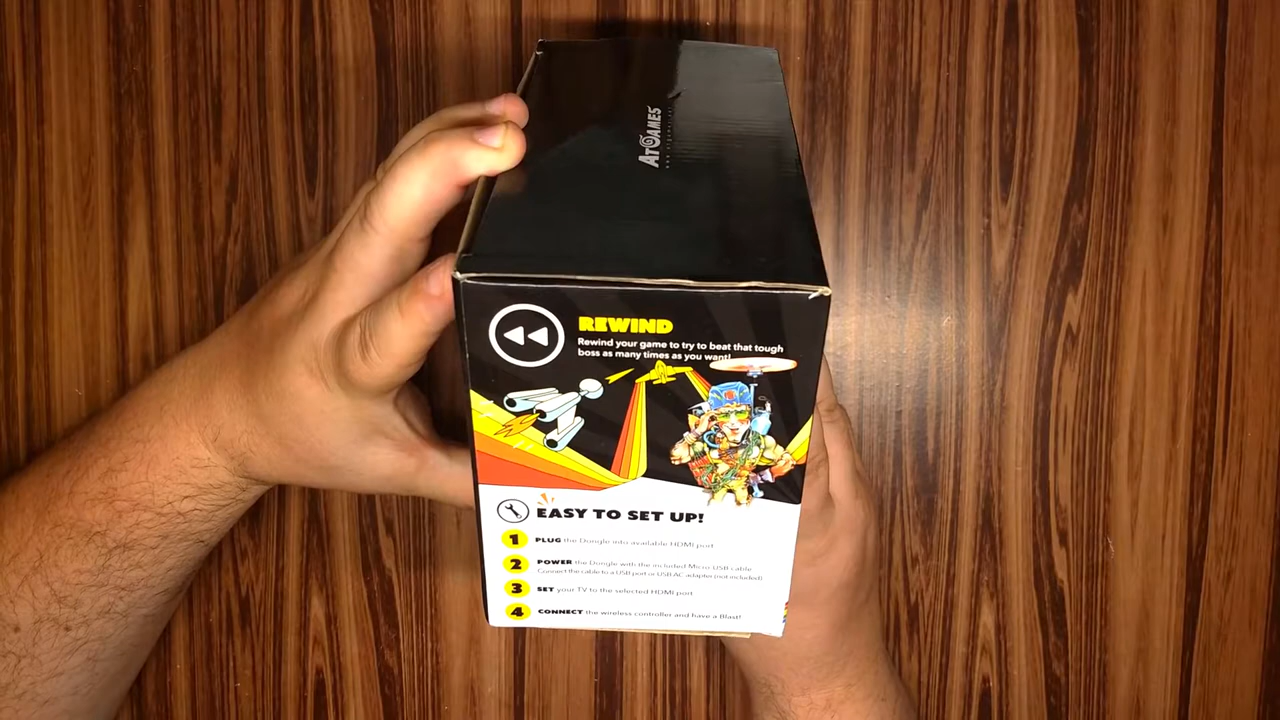 AtGames
REWIND
Rewind your game to try to beat that tough
boss as many times as you want!
EASY TO SET UP!
1 PLUG the Dongle into available HDMI port
2 POWER the Dongle with the included Micro USB cable.
Connect the cable to a USB port or USB AC adapter (not included)
3 SET your TV to the selected HDMI port
4 CONNECT the wireless controller and have a Blast!